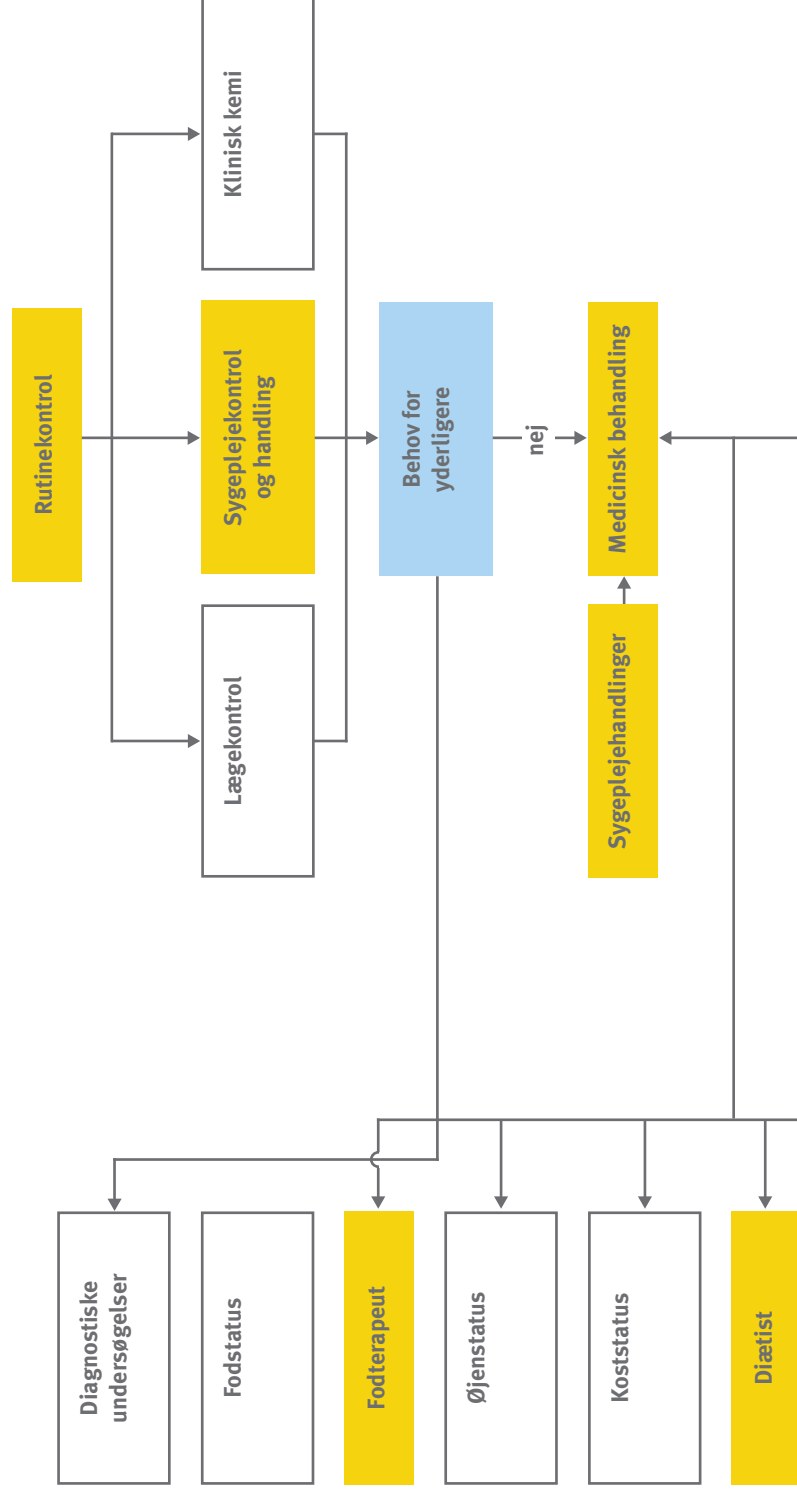 Rutinekontrol
Lægekontrol
Sygeplejekontrol
og handling
Klinisk kemi
Behov for
yderligere
nej
Sygeplejehandlinger
Medicinsk behandling
Diagnostiske
undersøgelser
Fodstatus
Fodterapeut
Øjenstatus
Koststatus
Diætist